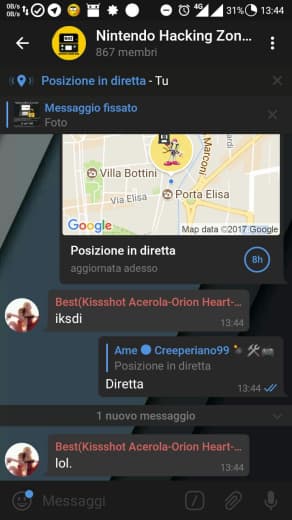 0B/s
0B/s
4G
31%
13:44
Nintendo Hacking Zon...
867 membri
Posizione in diretta - Tu
Messaggio fissato
Foto
Villa Bottini
Marconi
Via Elisa
Porta Elisa
Google
Map data ©2017 Google
Posizione in diretta
aggiornata adesso
8h
Best(Kissshot Acerola-Orion Heart-...
iksdi
13:44
Ame 🔵 Creeperiano99 💣🛠🎮
Posizione in diretta
Diretta
13:44
1 nuovo messaggio
Best(Kissshot Acerola-Orion Heart-...
lol.
13:44
Messaggi